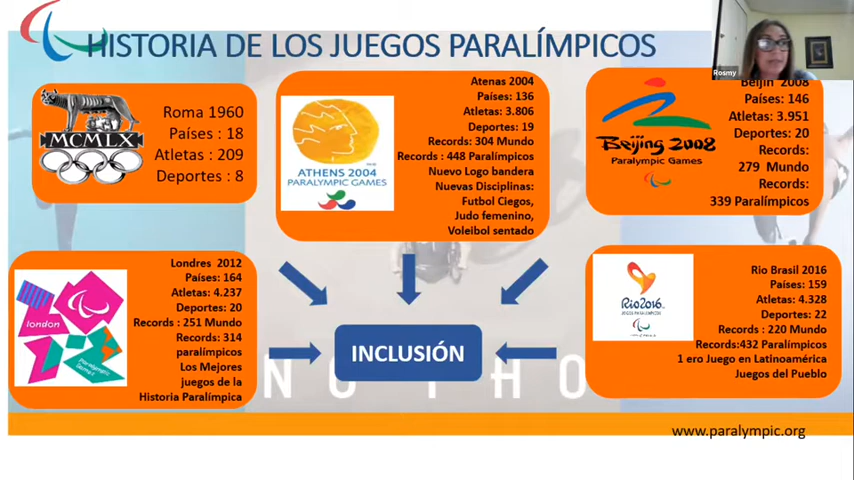 HISTORIA DE LOS JUEGOS PARALÍMPICOS
Rosmy
MCMLX
Roma 1960
Países : 18
Atletas : 209
Deportes : 8
ATHENS 2004
PARALYMPIC GAMES
Atenas 2004
Países: 136
Atletas: 3.806
Deportes: 19
Records: 304 Mundo
Records : 448 Paralímpicos
Nuevo Logo bandera
Nuevas Disciplinas:
Futbol Ciegos,
Judo femenino,
Voleibol sentado
Beijing 2008
Paralympic Games
Beijin 2008
Países: 146
Atletas: 3.951
Deportes: 20
Records:
279 Mundo
Records:
339 Paralímpicos
london
Paralympic Games
Londres 2012
Países: 164
Atletas: 4.237
Deportes: 20
Records : 251 Mundo
Records: 314
paralímpicos
Los Mejores
juegos de la
Historia Paralímpica
INCLUSIÓN
Rio2016
JOGOS PARALÍMPICOS
Rio Brasil 2016
Países: 159
Atletas: 4.328
Deportes: 22
Records : 220 Mundo
Records:432 Paralímpicos
1 ero Juego en Latinoamérica
Juegos del Pueblo
NO THO
www.paralympic.org